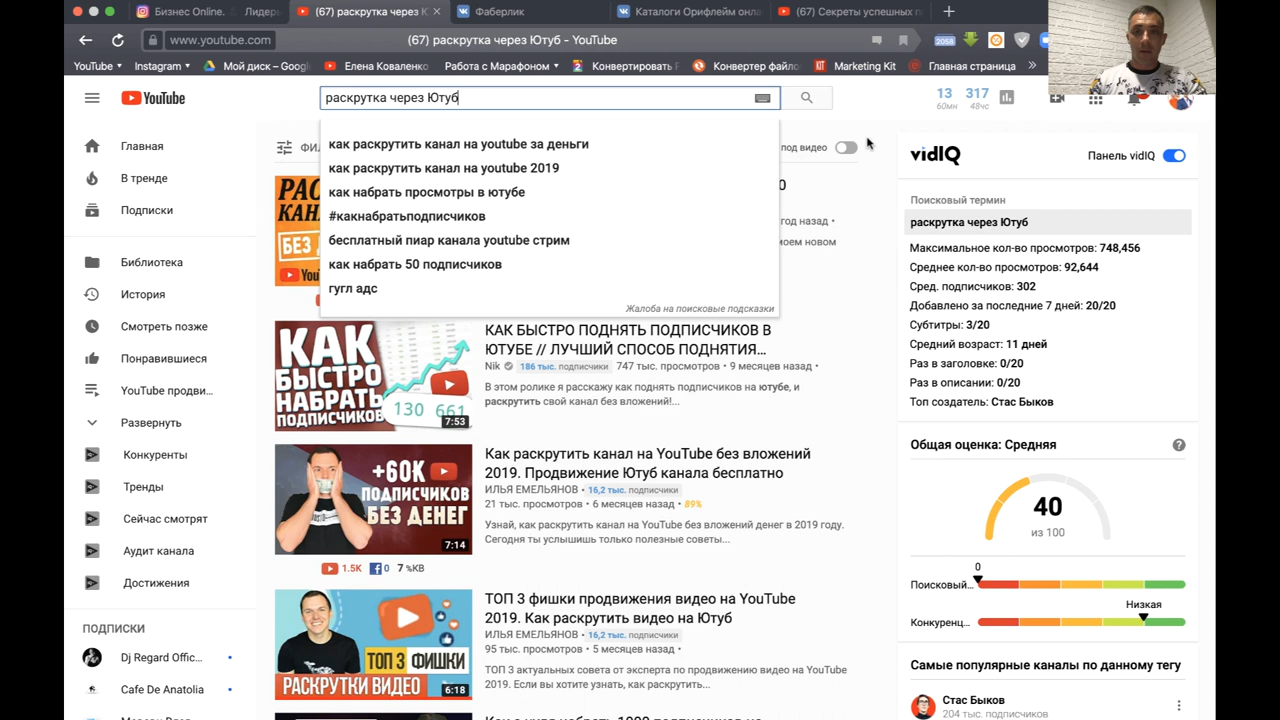 Бизнес Online. Лидеры
(67) раскрутка через Ю
Фаберлик
Каталоги Орифлейм онла
(67) Секреты успешных п
www.youtube.com
(67) раскрутка через Ютуб - YouTube
2058
YouTube
Instagram
Мой диск – Goog
Елена Коваленко
Работа с Марафоном
Конвертировать
Конвертер файло
Marketing Kit
Главная страница
YouTube
раскрутка через Ютуб
13
60мн
317
48чс
как раскрутить канал на youtube за деньги
как раскрутить канал на youtube 2019
как набрать просмотры в ютубе
#какнабратьподписчиков
бесплатный пиар канала youtube стрим
как набрать 50 подписчиков
гугл адс
Жалоба на поисковые подсказки
Главная
В тренде
Подписки
Библиотека
История
Смотреть позже
Понравившиеся
YouTube продви...
Развернуть
Конкуренты
Тренды
Сейчас смотрят
Аудит канала
Достижения
ПОДПИСКИ
Dj Regard Offic...
Cafe De Anatolia
ФИЛ
под видео
0
год назад •
моем новом
РАС
КАН
БЕЗ Д
You
КАК БЫСТРО НАБРАТЬ ПОДПИСЧИКОВ
130 661
7:53
КАК БЫСТРО ПОДНЯТЬ ПОДПИСЧИКОВ В
ЮТУБЕ // ЛУЧШИЙ СПОСОБ ПОДНЯТИЯ...
Nik 186 тыс. подписчики 747 тыс. просмотров • 9 месяцев назад •
В этом ролике я расскажу как поднять подписчиков на ютубе, и
раскрутить свой канал без вложений!...
+60K
ПОДПИСЧИКОВ
БЕЗ ДЕНЕГ
7:14
1.5K 0 7 %КВ
Как раскрутить канал на YouTube без вложений
2019. Продвижение Ютуб канала бесплатно
ИЛЬЯ ЕМЕЛЬЯНОВ • 16,2 тыс. подписчики
21 тыс. просмотров • 6 месяцев назад • 89%
Узнай, как раскрутить канал на YouTube без вложений денег в 2019 году.
Сегодня ты услышишь только полезные советы...
ТОП 3 ФИШКИ
РАСКРУТКИ ВИДЕО
6:18
ТОП 3 фишки продвижения видео на YouTube
2019. Как раскрутить видео на Ютуб
ИЛЬЯ ЕМЕЛЬЯНОВ • 16,2 тыс. подписчики
95 тыс. просмотров • 5 месяцев назад •
ТОП 3 актуальных совета от эксперта по продвижению видео на YouTube
2019. Если вы хотите узнать, как раскрутить...
vidIQ
Панель vidIQ
Поисковый термин
раскрутка через Ютуб
Максимальное кол-во просмотров: 748,456
Среднее кол-во просмотров: 92,644
Сред. подписчиков: 302
Добавлено за последние 7 дней: 20/20
Субтитры: 3/20
Средний возраст: 11 дней
Раз в заголовке: 0/20
Раз в описании: 0/20
Топ создатель: Стас Быков
Общая оценка: Средняя
40
из 100
0
Поисковый...
Низкая
Конкуренц...
Самые популярные каналы по данному тегу
Стас Быков
204 тыс. подписчиков